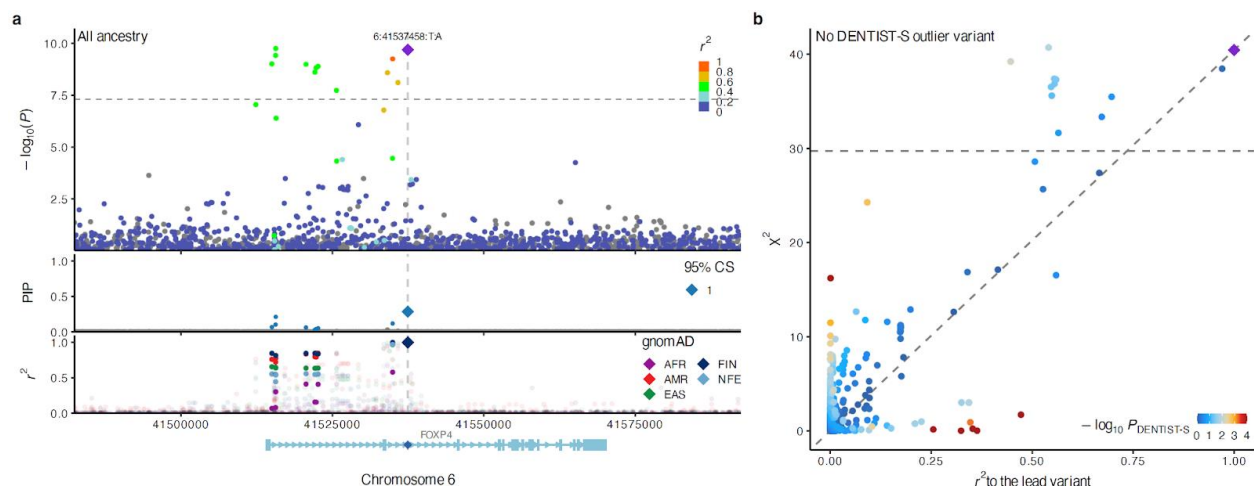 a
All ancestry
6:41537458:T:A
10.0
7.5
5.0
2.5
0.0
− log₁₀(P)
r²
1
0.8
0.6
0.4
0.2
0
1.0
0.5
0.0
PIP
95% CS
1
1.0
0.5
0.0
r²
gnomAD
AFR FIN
AMR NFE
EAS
41500000 41525000 41550000 41575000
FOXP4
Chromosome 6
b
No DENTIST-S outlier variant
40
30
20
10
0
X²
− log₁₀ P DENTIST-S
0 1 2 3 4
0.00 0.25 0.50 0.75 1.00
r² to the lead variant